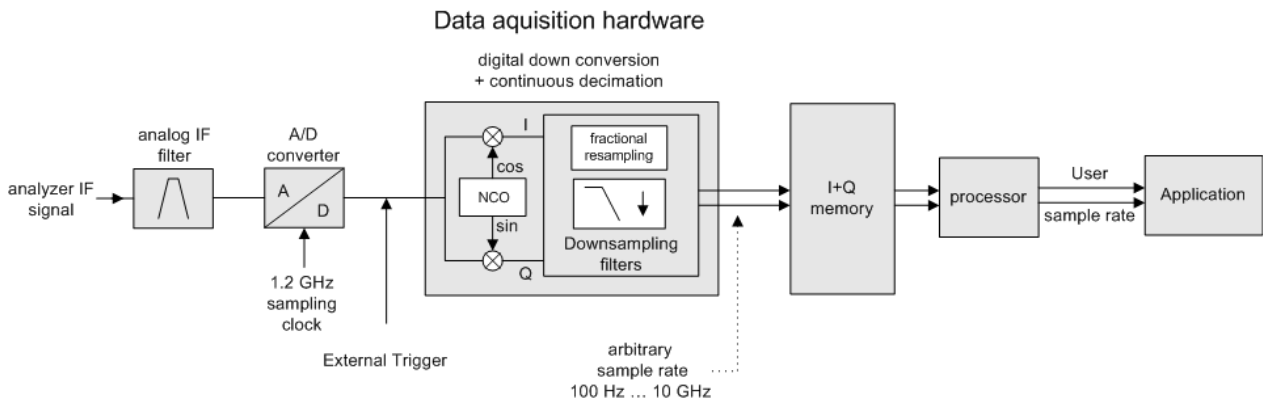 Data aquisition hardware
digital down conversion
+ continuous decimation
analog IF
filter
A/D
converter
analyzer IF
signal
A
D
1.2 GHz
sampling
clock
External Trigger
I
cos
NCO
sin
Q
fractional
resampling
Downsampling
filters
arbitrary
sample rate
100 Hz ... 10 GHz
I+Q
memory
processor
User
sample rate
Application